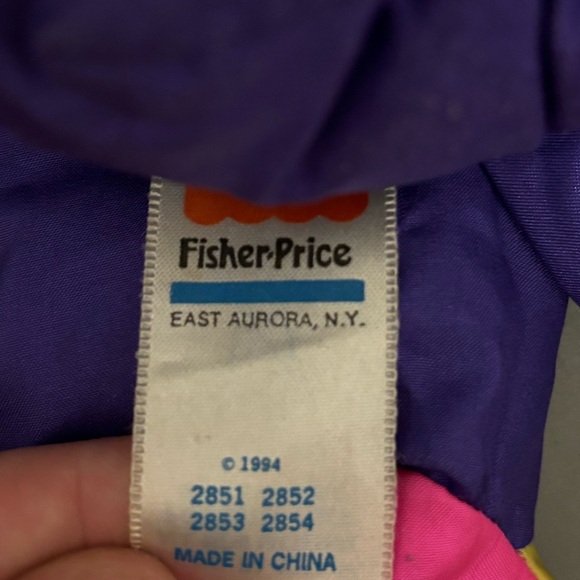 Fisher-Price
EAST AURORA, N.Y.
© 1994
2851 2852
2853 2854
MADE IN CHINA